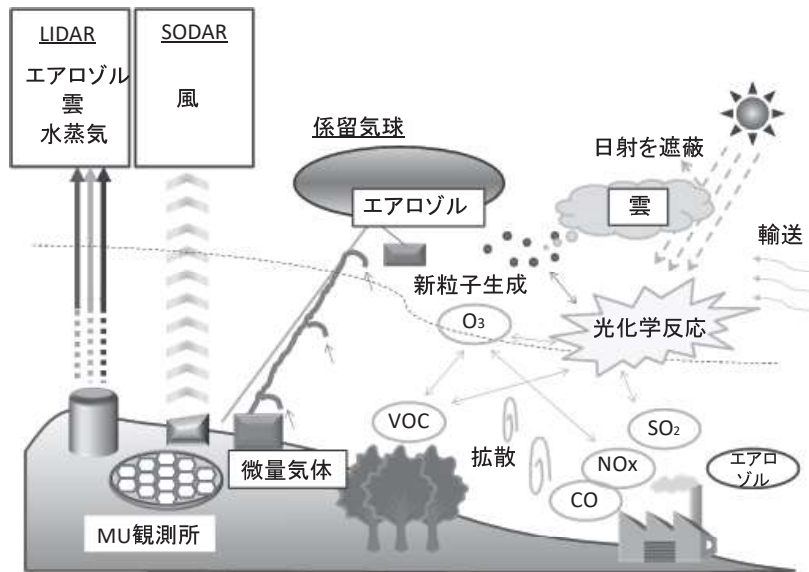 LIDAR
エアロゾル
雲
水蒸気
SODAR
風
係留気球
エアロゾル
日射を遮蔽
雲
輸送
新粒子生成
O₃
光化学反応
VOC
SO₂
拡散
NOx
CO
エアロ
ゾル
微量気体
MU観測所